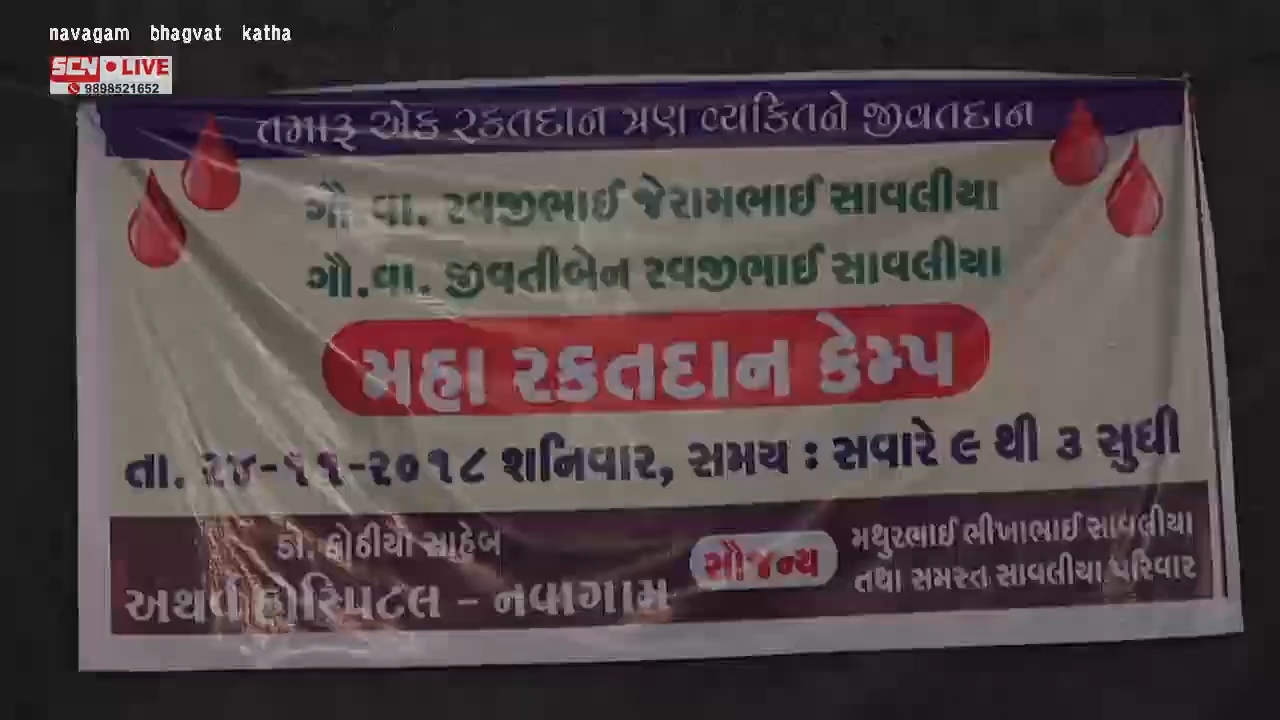 navagam bhagvat katha
SCN LIVE
9898521652
તમારૂ એક રકતદાન ત્રણ વ્યકિતને જીવતદાન
ગૌ.વા. રવજીભાઈ જેરામભાઈ સાવલીયા
ગૌ.વા. જીવતીબેન રવજીભાઈ સાવલીયા
મહા રકતદાન કેમ્પ
તા. ૨૪-૧૧-૨૦૧૮ શનિવાર, સમય : સવારે ૯ થી ૩ સુધી
ડો. કોઠીયા સાહેબ
અથર્વ હોસ્પિટલ - નવાગામ
સૌજન્ય
મથુરભાઈ ભીખાભાઈ સાવલીયા
તથા સમસ્ત સાવલીયા પરિવાર